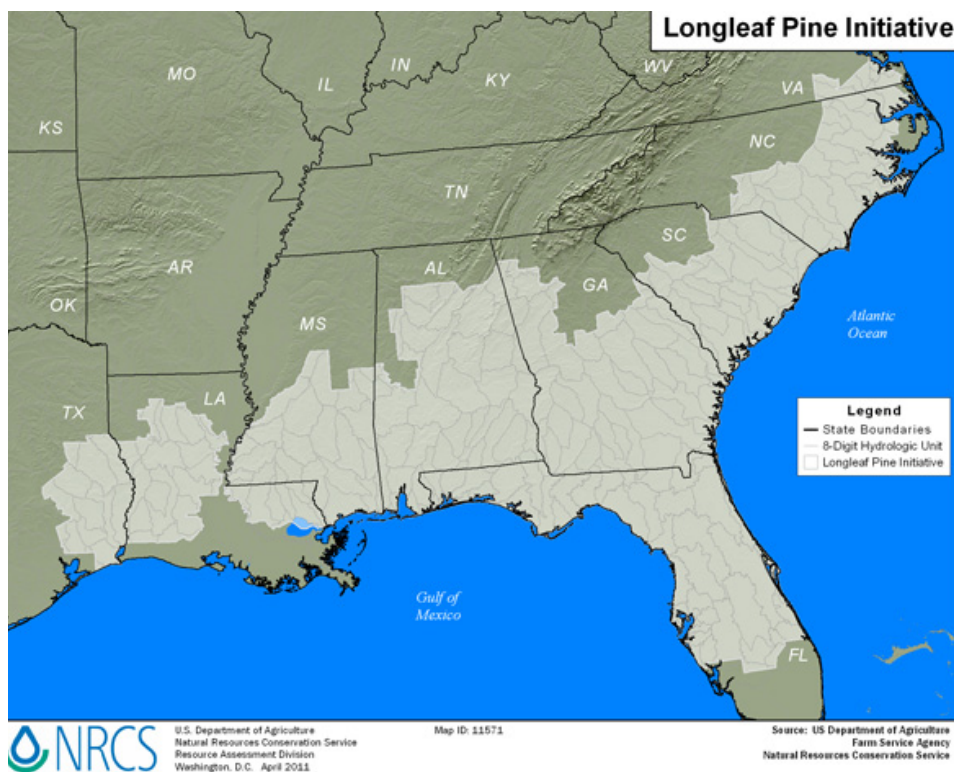 Longleaf Pine Initiative
MO
IL
IN
KY
WV
VA
KS
NC
TN
SC
AR
AL
GA
OK
MS
Atlantic
Ocean
TX
LA
Legend
State Boundaries
8-Digit Hydrologic Unit
Longleaf Pine Initiative
Gulf of
Mexico
FL
NRCS
U.S. Department of Agriculture
Natural Resources Conservation Service
Resource Assessment Division
Washington, D.C. April 2011
Map ID: 11571
Source: US Department of Agriculture
Farm Service Agency
Natural Resources Conservation Service